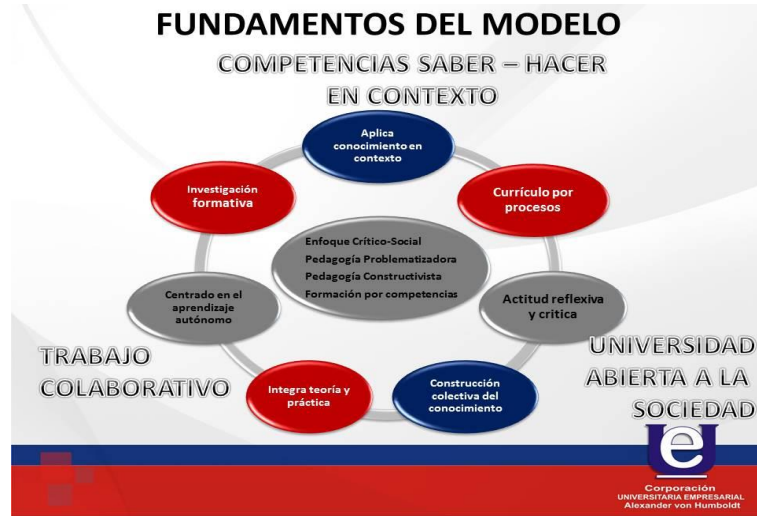 FUNDAMENTOS DEL MODELO
COMPETENCIAS SABER – HACER
EN CONTEXTO
Aplica
conocimiento en
contexto
Investigación
formativa
Currículo por
procesos
Enfoque Crítico-Social
Pedagogía Problematizadora
Pedagogía Constructivista
Formación por competencias
Centrado en el
aprendizaje
autónomo
Actitud reflexiva
y critica
TRABAJO
COLABORATIVO
UNIVERSIDAD
ABIERTA A LA
SOCIEDAD
Integra teoría y
práctica
Construcción
colectiva del
conocimiento
Ue
Corporación
UNIVERSITARIA EMPRESARIAL
Alexander von Humboldt